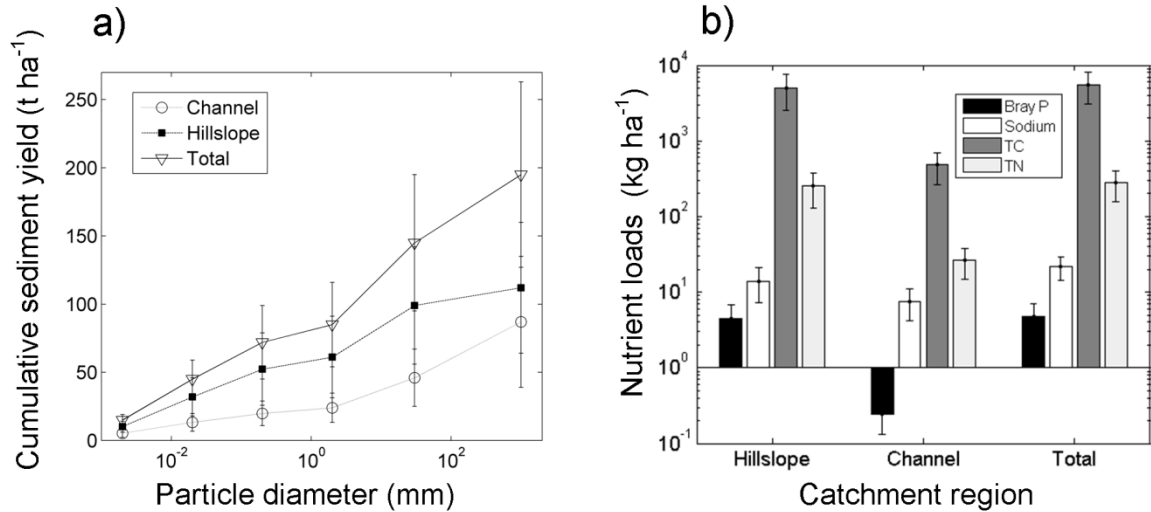 a)
Cumulative sediment yield (t ha⁻¹)
250
200
150
100
50
0
Channel
Hillslope
Total
10⁻²
10⁰
10²
Particle diameter (mm)
b)
Nutrient loads (kg ha⁻¹)
10⁴
10³
10²
10¹
10⁰
10⁻¹
Bray P
Sodium
TC
TN
Hillslope
Channel
Total
Catchment region